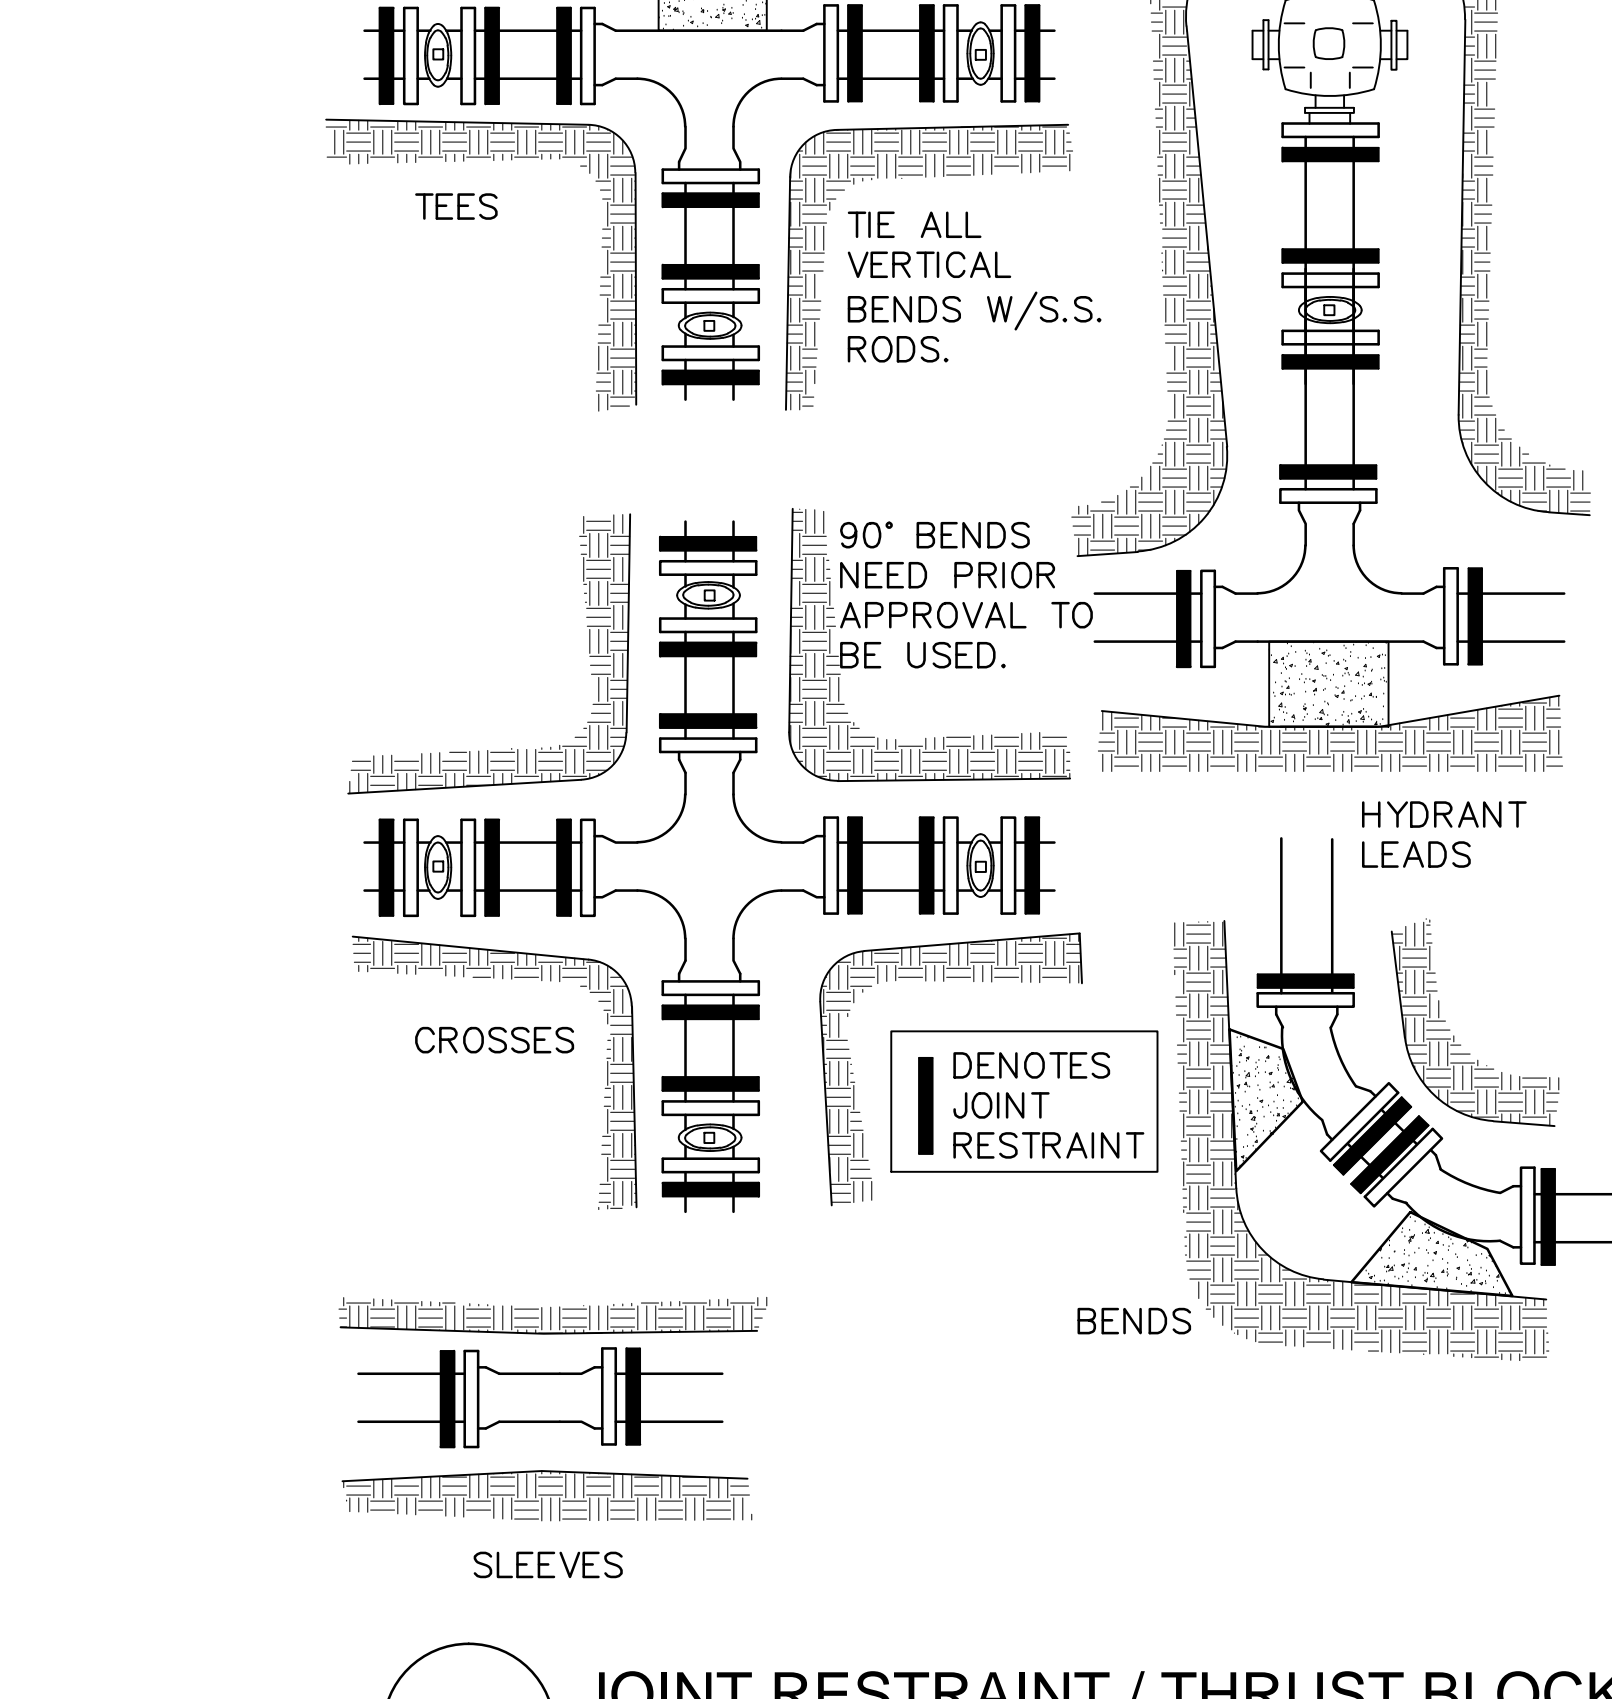 TEES
TIE ALL
VERTICAL
BENDS W/S.S.
RODS.
90° BENDS
NEED PRIOR
APPROVAL TO
BE USED.
HYDRANT
LEADS
CROSSES
DENOTES
JOINT
RESTRAINT
BENDS
SLEEVES
JOINT RESTRAINT / THRUST BLOCK